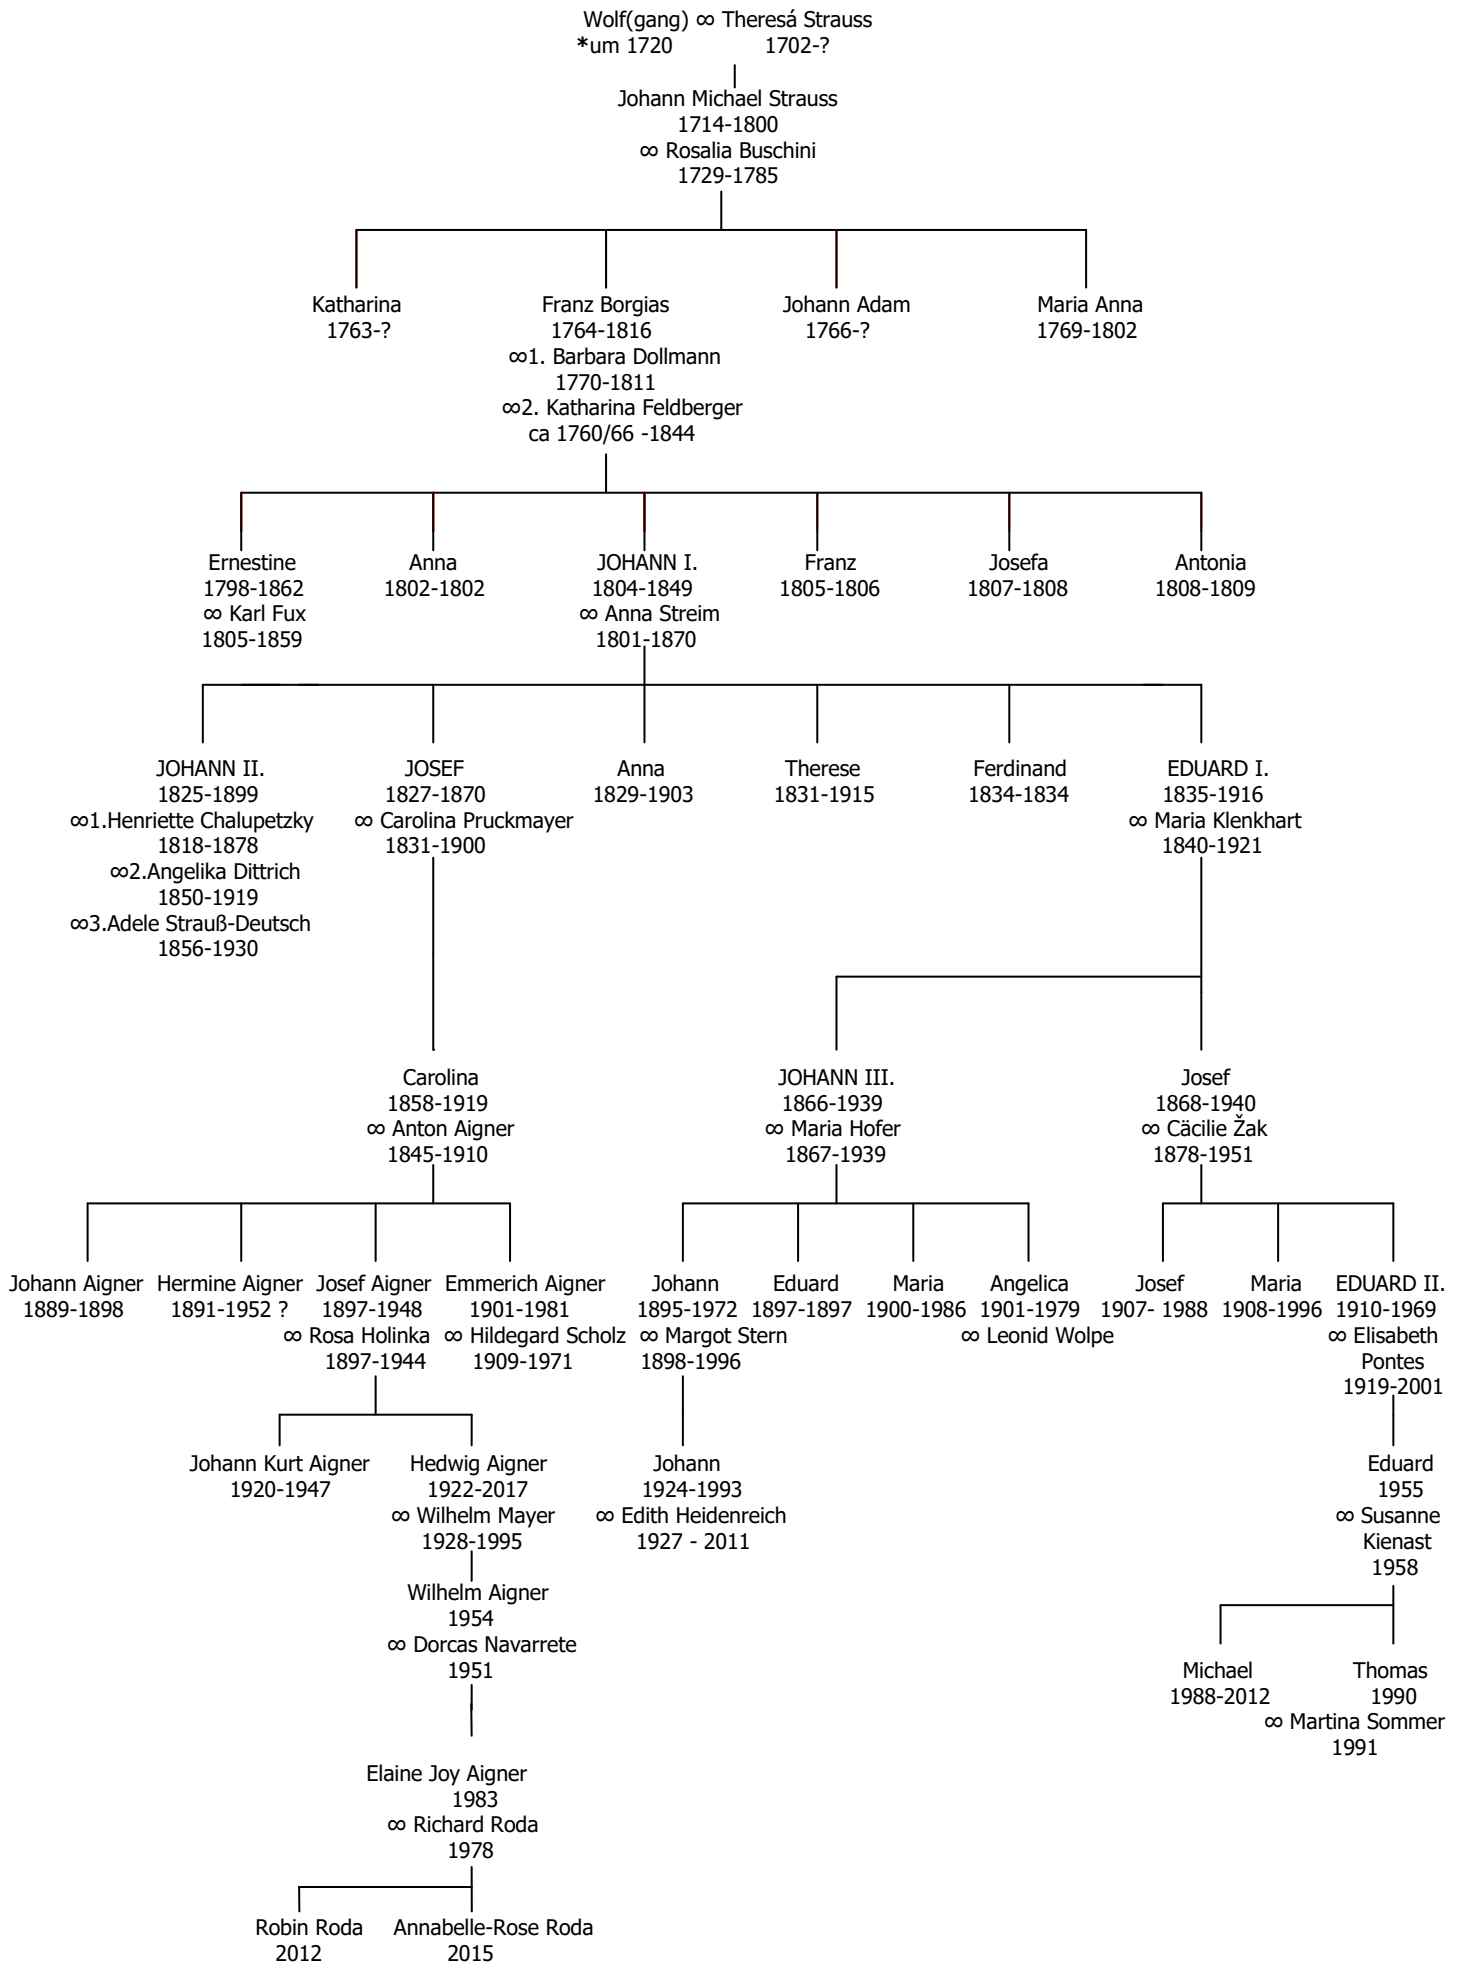 Wolf(gang) ∞ Theresá Strauss
*um 1720 1702-?
Johann Michael Strauss
1714-1800
∞ Rosalia Buschini
1729-1785
Katharina
1763-?
Franz Borgias
1764-1816
∞1. Barbara Dollmann
1770-1811
∞2. Katharina Feldberger
ca 1760/66 -1844
Johann Adam
1766-?
Maria Anna
1769-1802
Ernestine
1798-1862
∞ Karl Fux
1805-1859
Anna
1802-1802
JOHANN I.
1804-1849
∞ Anna Streim
1801-1870
Franz
1805-1806
Josefa
1807-1808
Antonia
1808-1809
JOHANN II.
1825-1899
∞1.Henriette Chalupetzky
1818-1878
∞2.Angelika Dittrich
1850-1919
∞3.Adele Strauß-Deutsch
1856-1930
JOSEF
1827-1870
∞ Carolina Pruckmayer
1831-1900
Anna
1829-1903
Therese
1831-1915
Ferdinand
1834-1834
EDUARD I.
1835-1916
∞ Maria Klenkhart
1840-1921
Carolina
1858-1919
∞ Anton Aigner
1845-1910
JOHANN III.
1866-1939
∞ Maria Hofer
1867-1939
Josef
1868-1940
∞ Cäcilie Žak
1878-1951
Johann Aigner
1889-1898
Hermine Aigner
1891-1952 ?
Josef Aigner
1897-1948
∞ Rosa Holinka
1897-1944
Emmerich Aigner
1901-1981
∞ Hildegard Scholz
1909-1971
Johann
1895-1972
∞ Margot Stern
1898-1996
Eduard
1897-1897
Maria
1900-1986
Angelica
1901-1979
∞ Leonid Wolpe
Josef
1907- 1988
Maria
1908-1996
EDUARD II.
1910-1969
∞ Elisabeth
Pontes
1919-2001
Johann Kurt Aigner
1920-1947
Hedwig Aigner
1922-2017
∞ Wilhelm Mayer
1928-1995
Johann
1924-1993
∞ Edith Heidenreich
1927 - 2011
Eduard
1955
∞ Susanne
Kienast
1958
Wilhelm Aigner
1954
∞ Dorcas Navarrete
1951
Michael
1988-2012
Thomas
1990
∞ Martina Sommer
1991
Elaine Joy Aigner
1983
∞ Richard Roda
1978
Robin Roda
2012
Annabelle-Rose Roda
2015